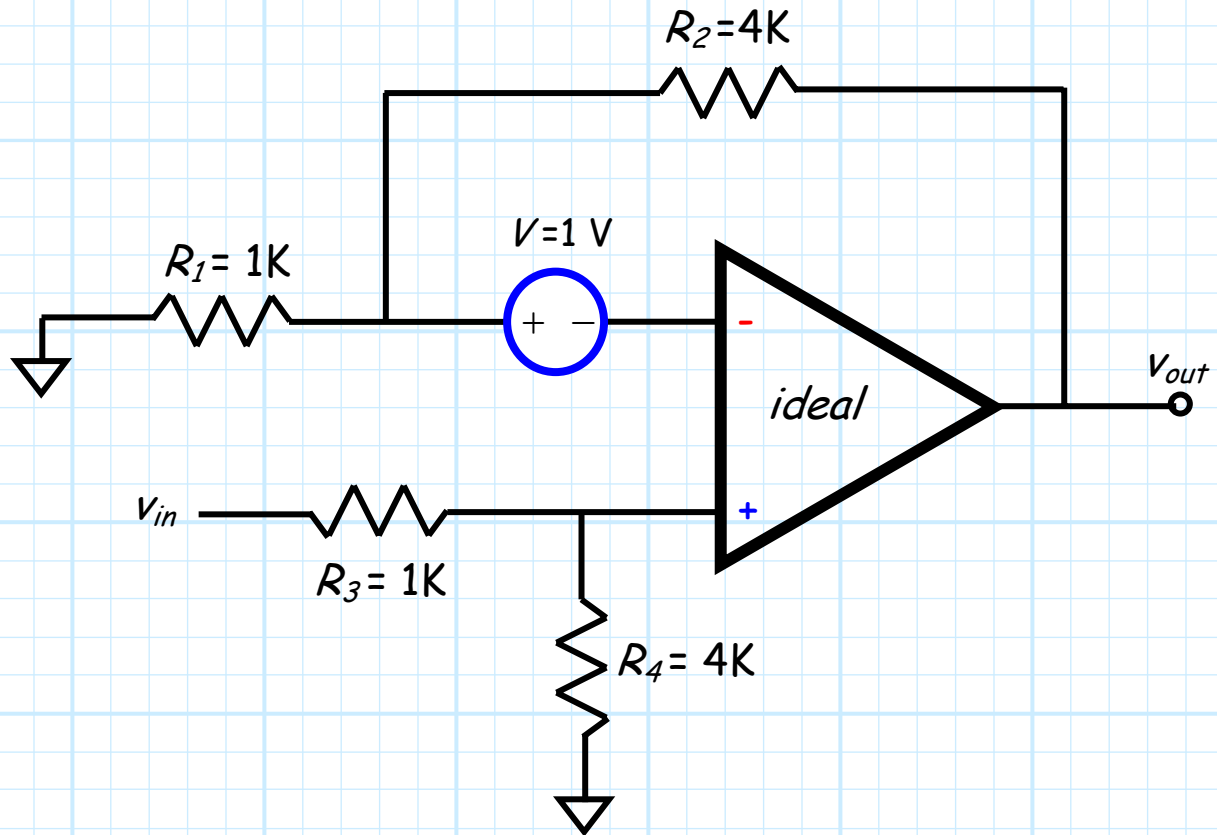 R2=4K
V=1 V
R1= 1K
+ −
-
ideal
vout
vin
+
R3= 1K
R4= 4K